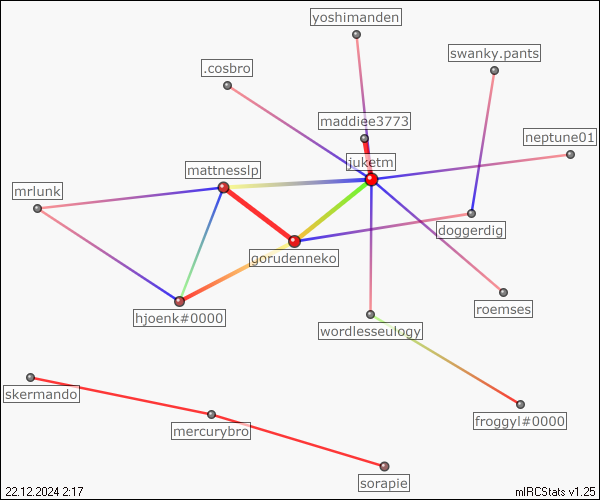 yoshimanden
swanky.pants
.cosbro
maddiee3773
neptune01
juketm
mattnesslp
mrlunk
doggerdig
gorudenneko
roemses
hjoenk#0000
wordlesseulogy
skermando
froggyl#0000
mercurybro
sorapie
22.12.2024 2:17
mIRCStats v1.25